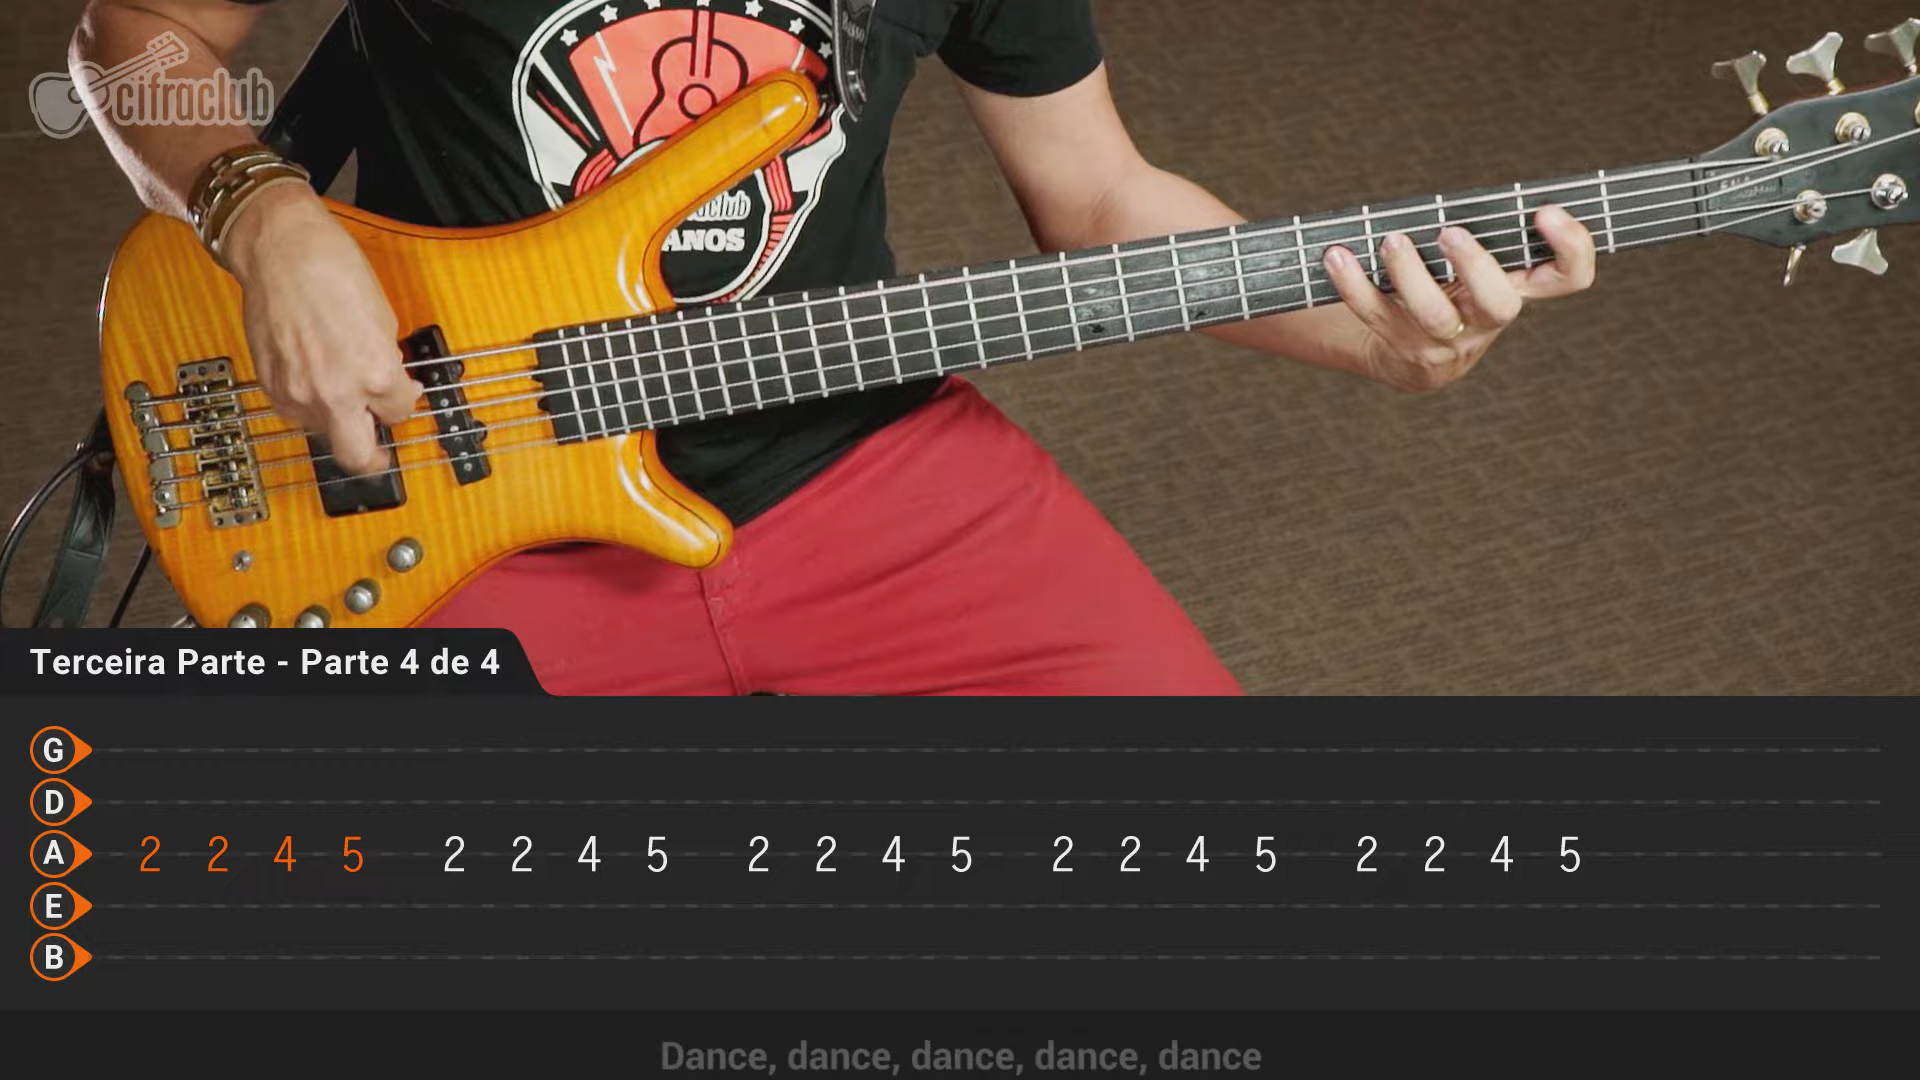 cifraclub
club
ANOS
Terceira Parte - Parte 4 de 4
G
D
A 2 2 4 5 2 2 4 5 2 2 4 5 2 2 4 5 2 2 4 5
E
B
Dance, dance, dance, dance, dance